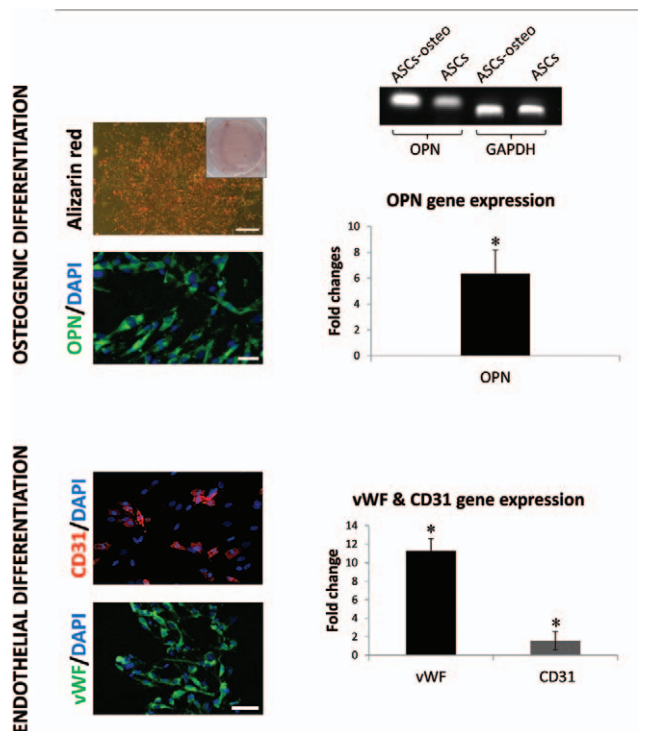 OSTEOGENIC DIFFERENTIATION
Alizarin red
OPN/DAPI
ASCs-osteo
ASCs
ASCs-osteo
ASCs
OPN
GAPDH
OPN gene expression
Fold changes
10
8
6
4
2
0
*
OPN
ENDOTHELIAL DIFFERENTIATION
CD31/DAPI
vWF/DAPI
vWF & CD31 gene expression
Fold change
14
12
10
8
6
4
2
0
*
*
vWF
CD31